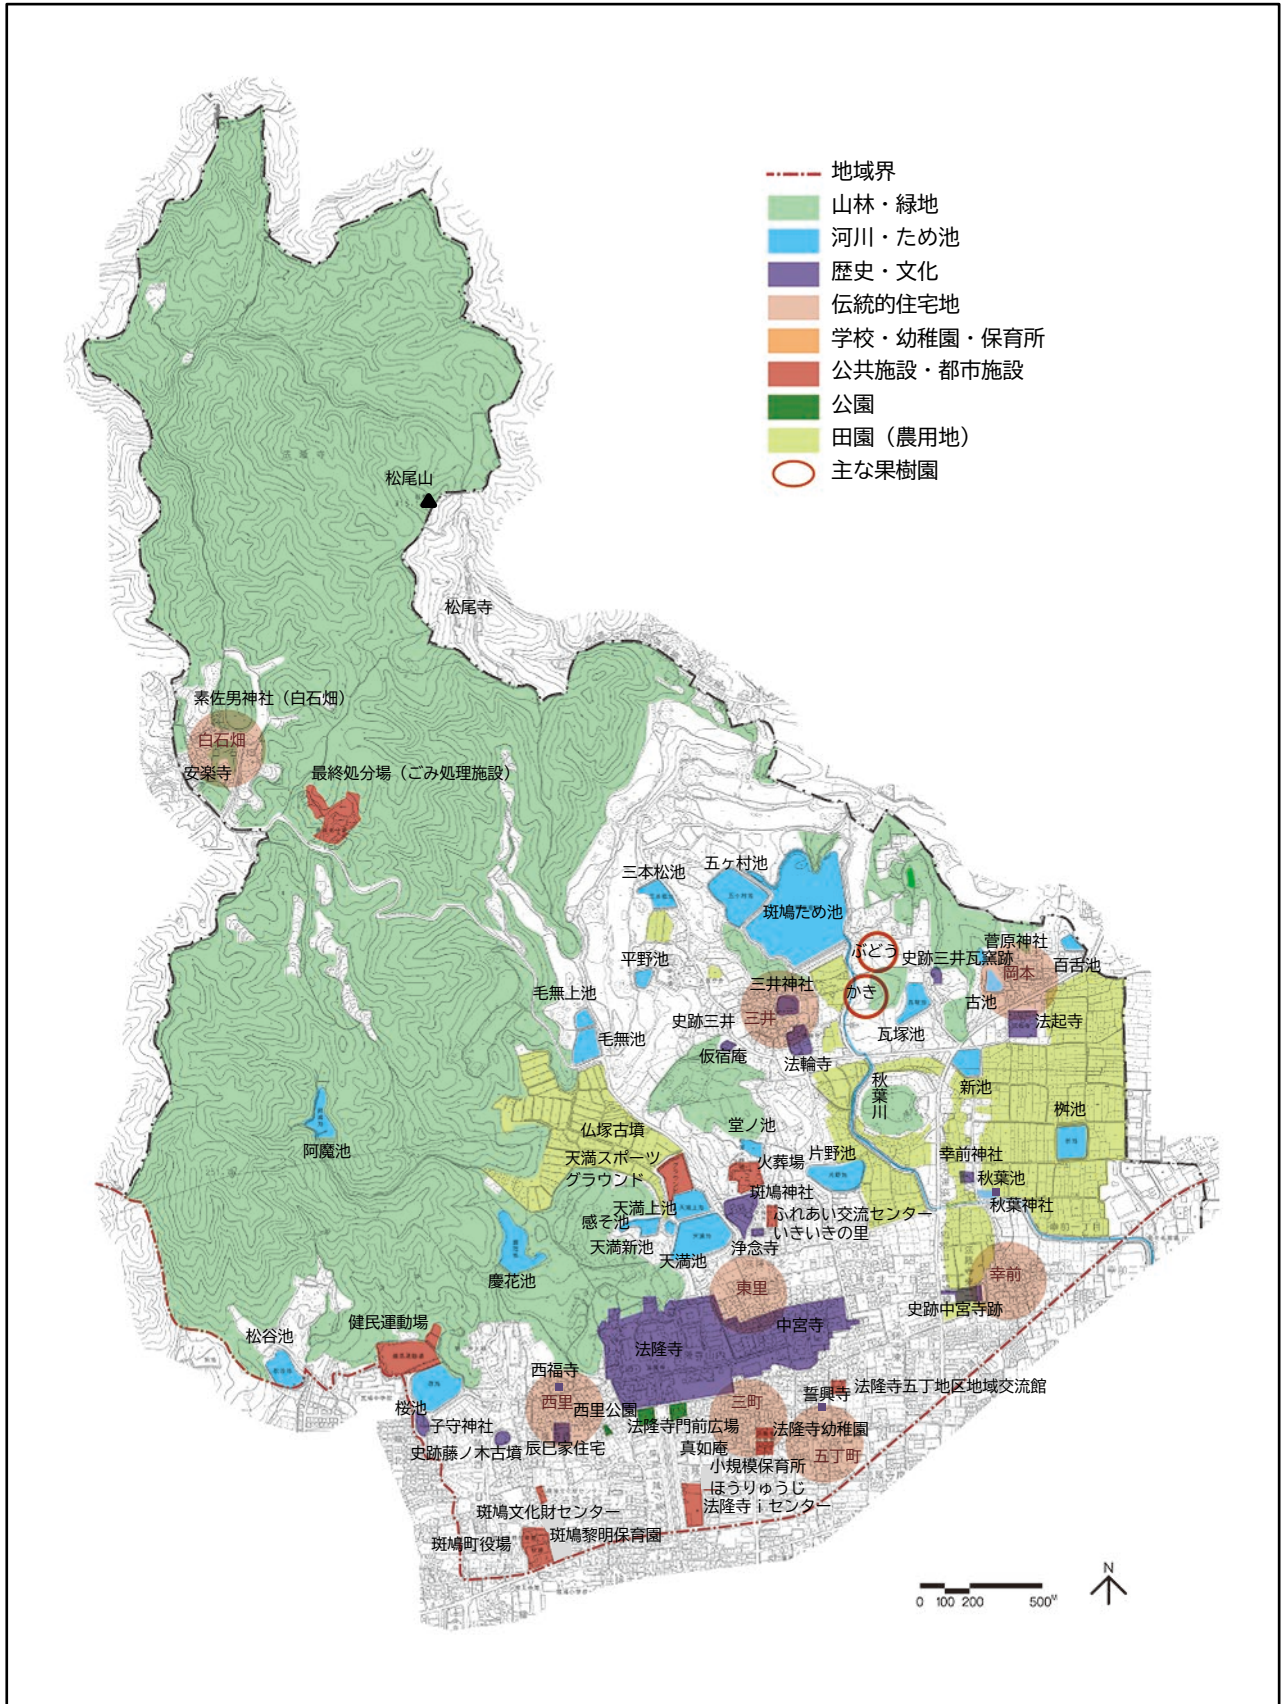 地域界
山林・緑地
河川・ため池
歴史・文化
伝統的住宅地
学校・幼稚園・保育所
公共施設・都市施設
公園
田園（農用地）
主な果樹園
松尾山
松尾寺
素佐男神社（白石畑）
白石畑
安楽寺
最終処分場（ごみ処理施設）
三本松池
五ヶ村池
斑鳩ため池
平野池
ぶどう
史跡三井瓦窯跡
菅原神社
岡本
百舌池
三井神社
かき
古池
毛無上池
史跡三井
三井
法起寺
毛無池
瓦塚池
仮宿庵
法輪寺
新池
秋葉川
桝池
仏塚古墳
堂ノ池
阿魔池
天満スポーツ
グラウンド
火葬場
片野池
幸前神社
秋葉池
斑鳩神社
秋葉神社
天満上池
ふれあい交流センター
いきいきの里
感そ池
天満新池
浄念寺
天満池
慶花池
東里
幸前
史跡中宮寺跡
松谷池
健民運動場
中宮寺
法隆寺
西福寺
法隆寺五丁地区地域交流館
誓興寺
桜池
西里
西里公園
三町
子守神社
法隆寺門前広場
法隆寺幼稚園
史跡藤ノ木古墳
辰巳家住宅
真如庵
五丁町
小規模保育所
ほうりゅうじ
法隆寺ｉセンター
斑鳩文化財センター
斑鳩町役場
斑鳩黎明保育園
N
0 100 200 500M